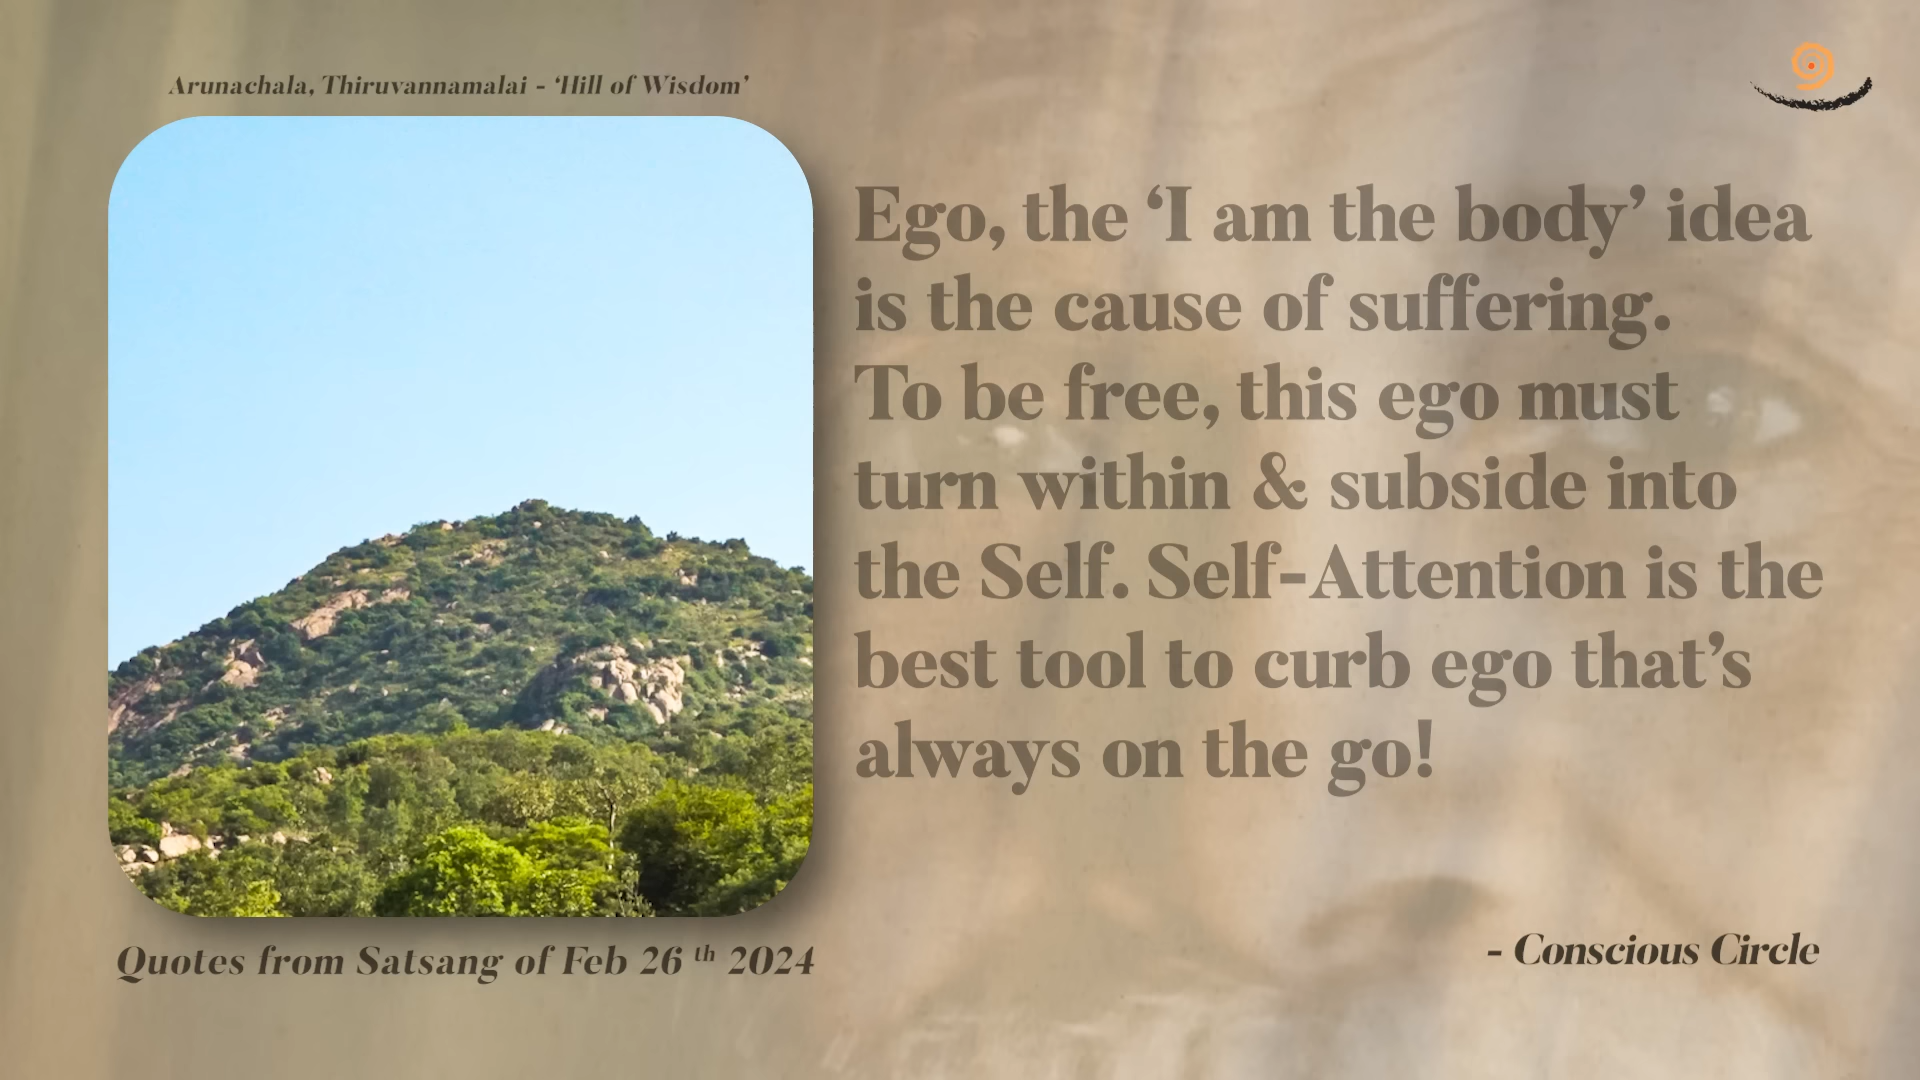 Arunachala, Thiruvannamalai - ‘Hill of Wisdom’
Ego, the ‘I am the body’ idea
is the cause of suffering.
To be free, this ego must
turn within & subside into
the Self. Self-Attention is the
best tool to curb ego that’s
always on the go!
Quotes from Satsang of Feb 26 th 2024
- Conscious Circle